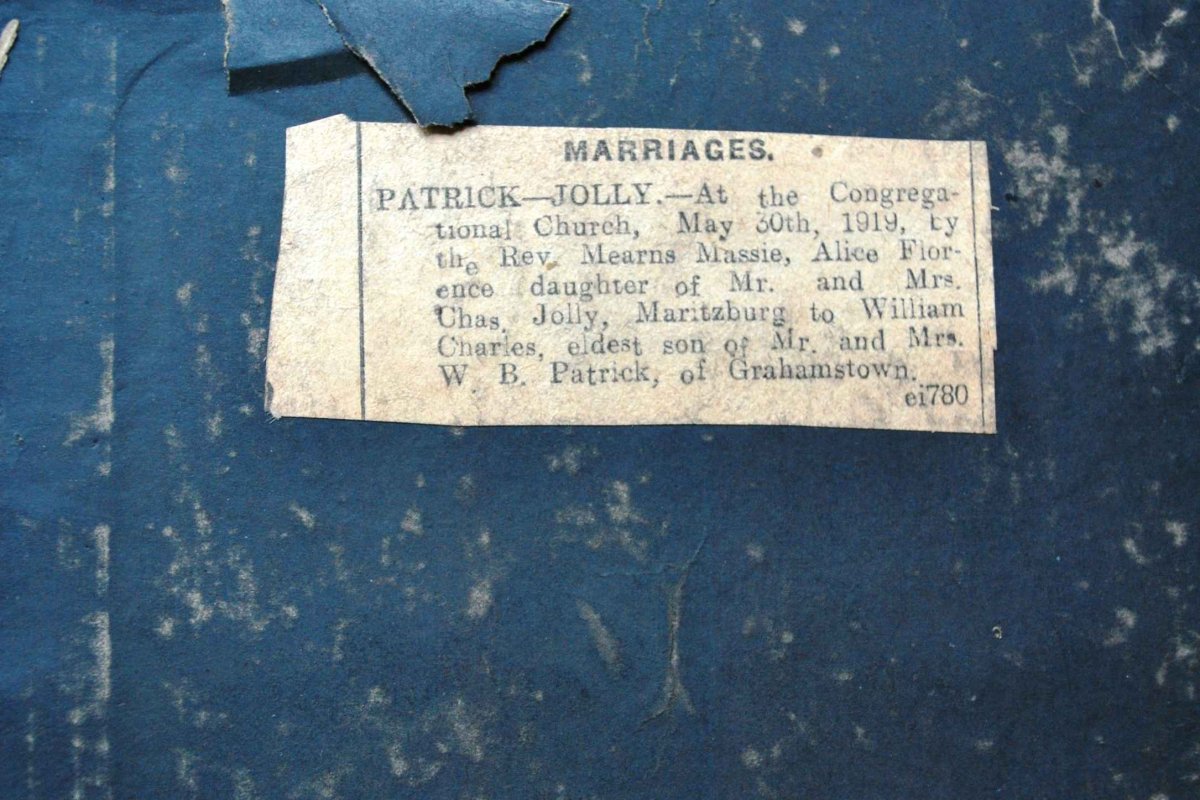 MARRIAGES.
PATRICK—JOLLY.—At the Congrega-
tional Church, May 30th, 1919, by
the Rev. Mearns Massie, Alice Flor-
ence daughter of Mr. and Mrs.
Chas. Jolly, Maritzburg to William
Charles, eldest son of Mr. and Mrs.
W. B. Patrick, of Grahamstown.
ei780